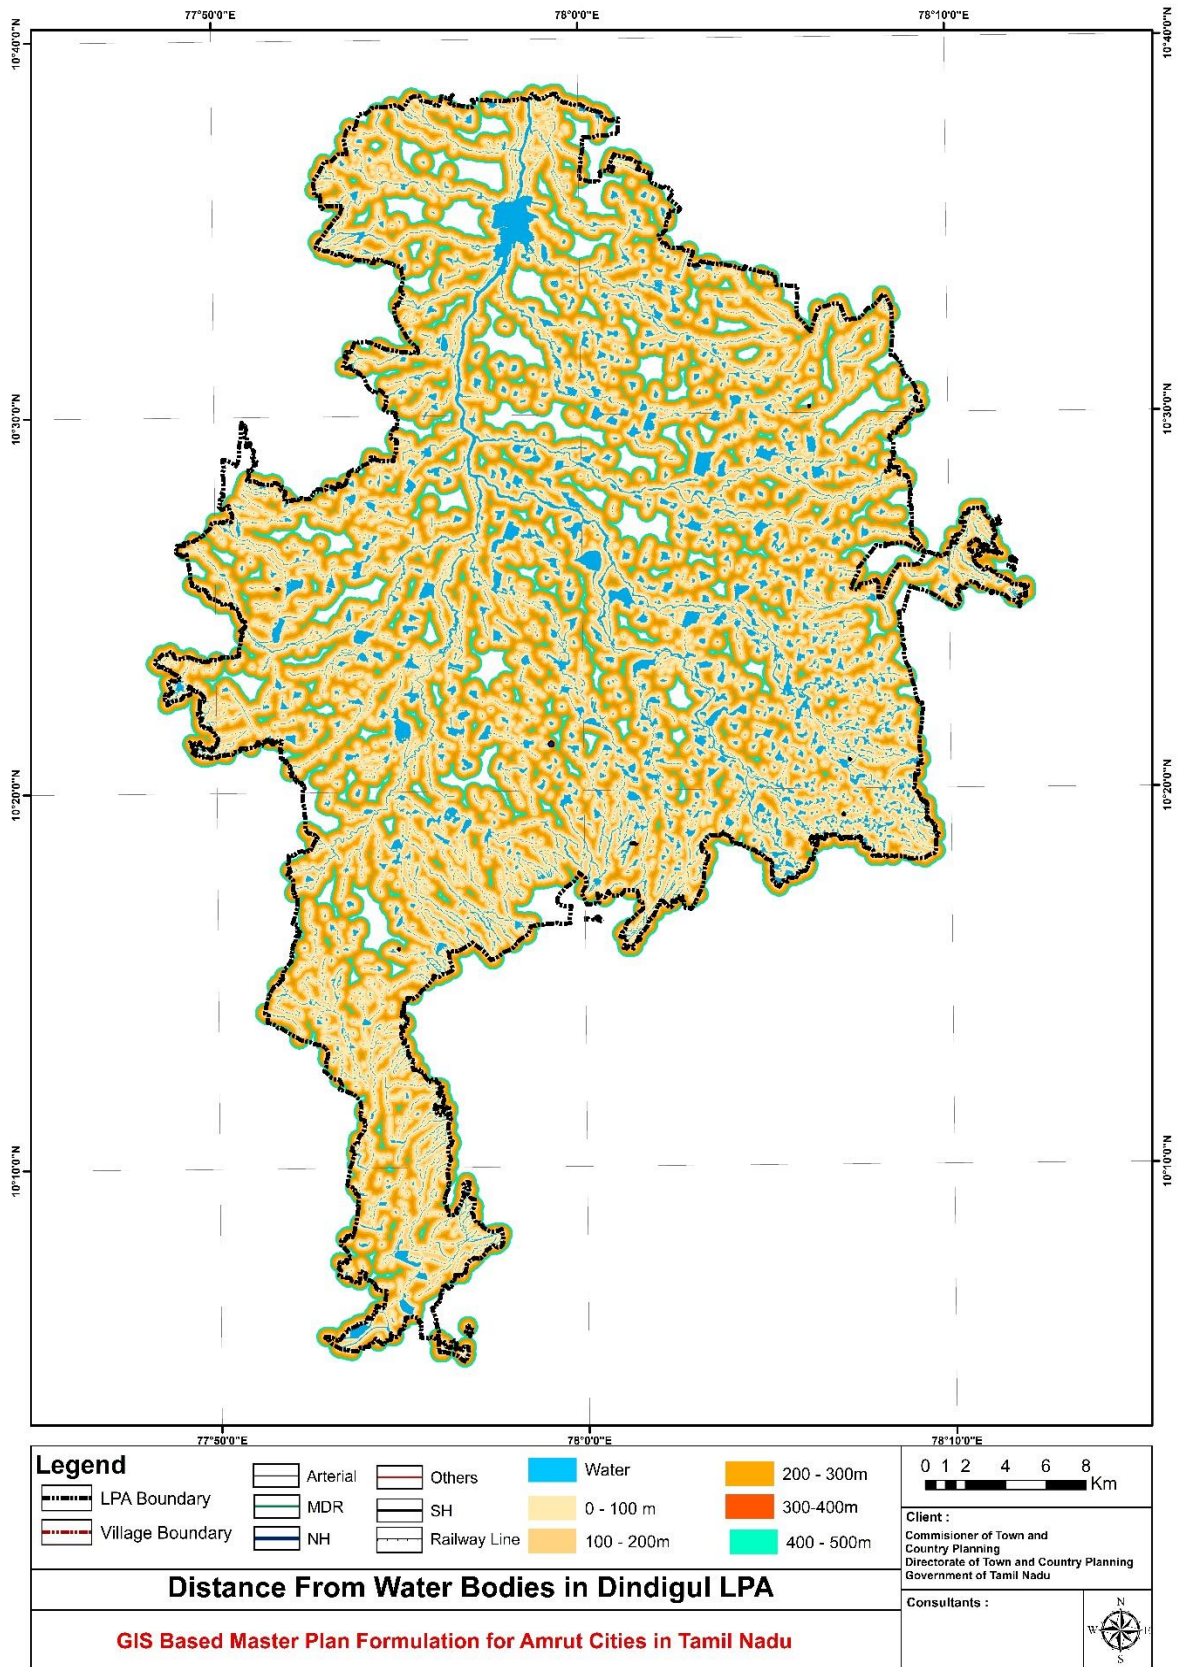 77°50'0"E 78°0'0"E 78°10'0"E
10°40'0"N 10°40'0"N
10°30'0"N 10°30'0"N
10°20'0"N 10°20'0"N
10°10'0"N 10°10'0"N
77°50'0"E 78°0'0"E 78°10'0"E
Legend
LPA Boundary
Village Boundary
Arterial
MDR
NH
Others
SH
Railway Line
Water
0 - 100 m
100 - 200m
200 - 300m
300-400m
400 - 500m
0 1 2 4 6 8
Km
Client :
Commisioner of Town and
Country Planning
Directorate of Town and Country Planning
Government of Tamil Nadu
Distance From Water Bodies in Dindigul LPA
Consultants :
N
W E
S
GIS Based Master Plan Formulation for Amrut Cities in Tamil Nadu